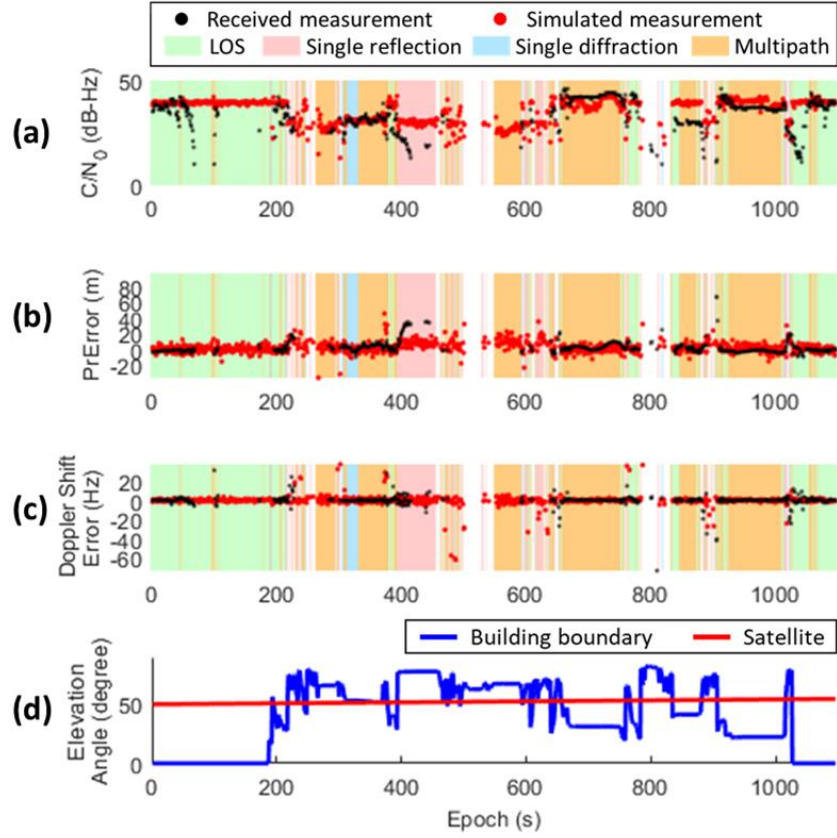 Received measurement Simulated measurement
LOS Single reflection Single diffraction Multipath
(a)
C/N0 (dB-Hz)
50
0
0 200 400 600 800 1000
(b)
PrError (m)
80
60
40
20
0
-20
0 200 400 600 800 1000
(c)
Doppler Shift
Error (Hz)
20
0
-20
-40
-60
0 200 400 600 800 1000
Building boundary Satellite
(d)
Elevation
Angle (degree)
50
0
0 200 400 600 800 1000
Epoch (s)